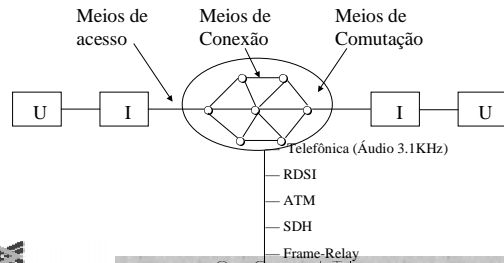 Meios de acesso
Meios de Conexão
Meios de Comutação
U
I
I
U
Telefônica (Áudio 3.1KHz)
RDSI
ATM
SDH
Frame-Relay